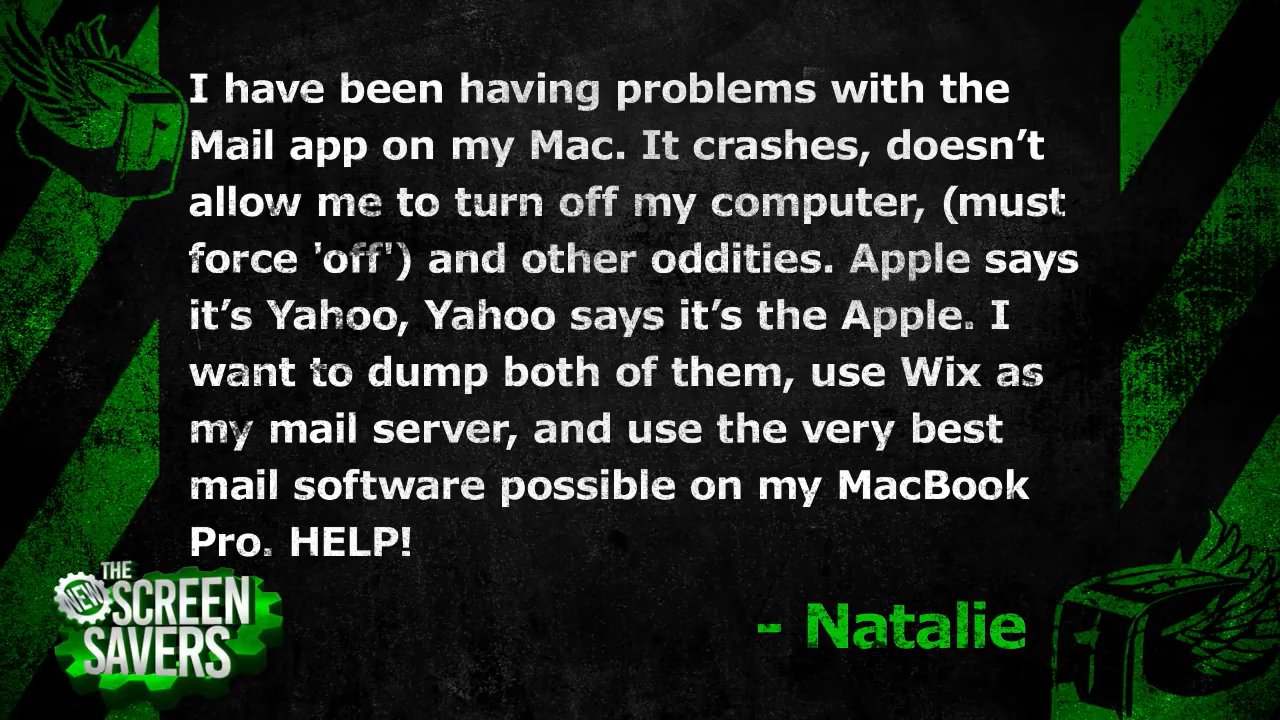 I have been having problems with the
Mail app on my Mac. It crashes, doesn’t
allow me to turn off my computer, (must
force 'off') and other oddities. Apple says
it’s Yahoo, Yahoo says it’s the Apple. I
want to dump both of them, use Wix as
my mail server, and use the very best
mail software possible on my MacBook
Pro. HELP!
- Natalie
THE
NEW
SCREEN
SAVERS